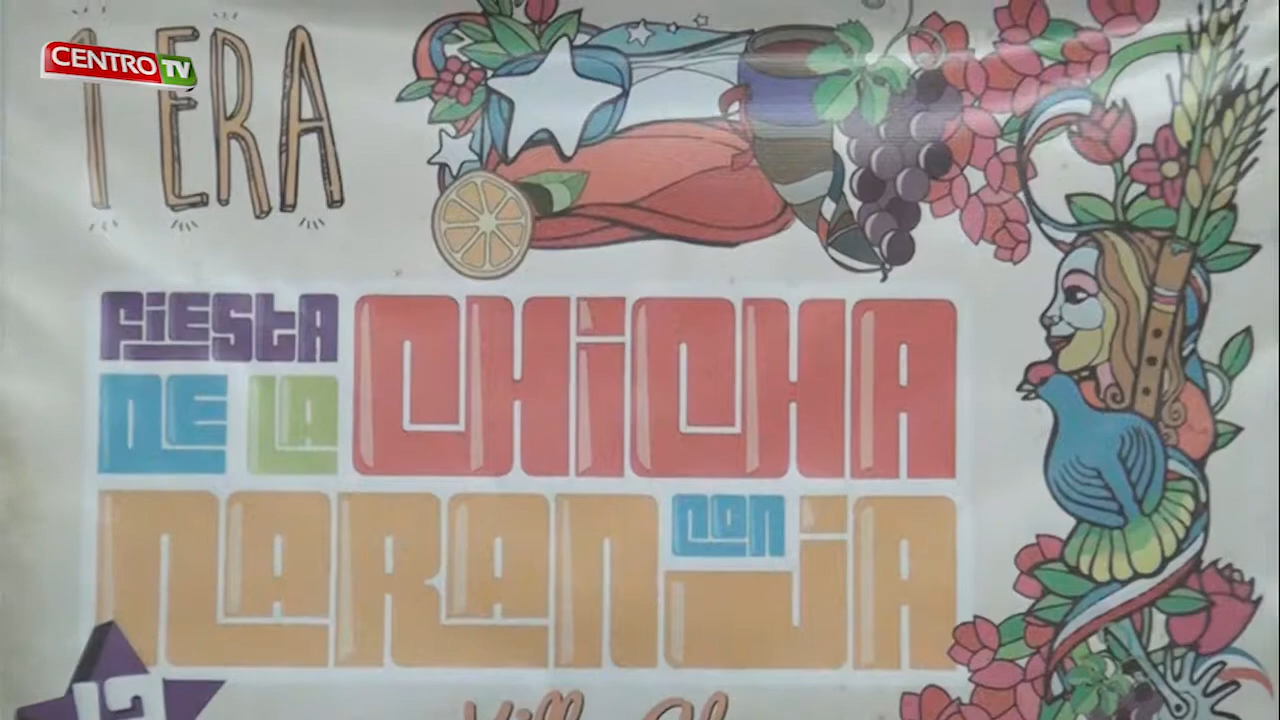 CENTRO TV
1 ERA
FIESTA
DE LA
CHICHA
CON
NARANJA